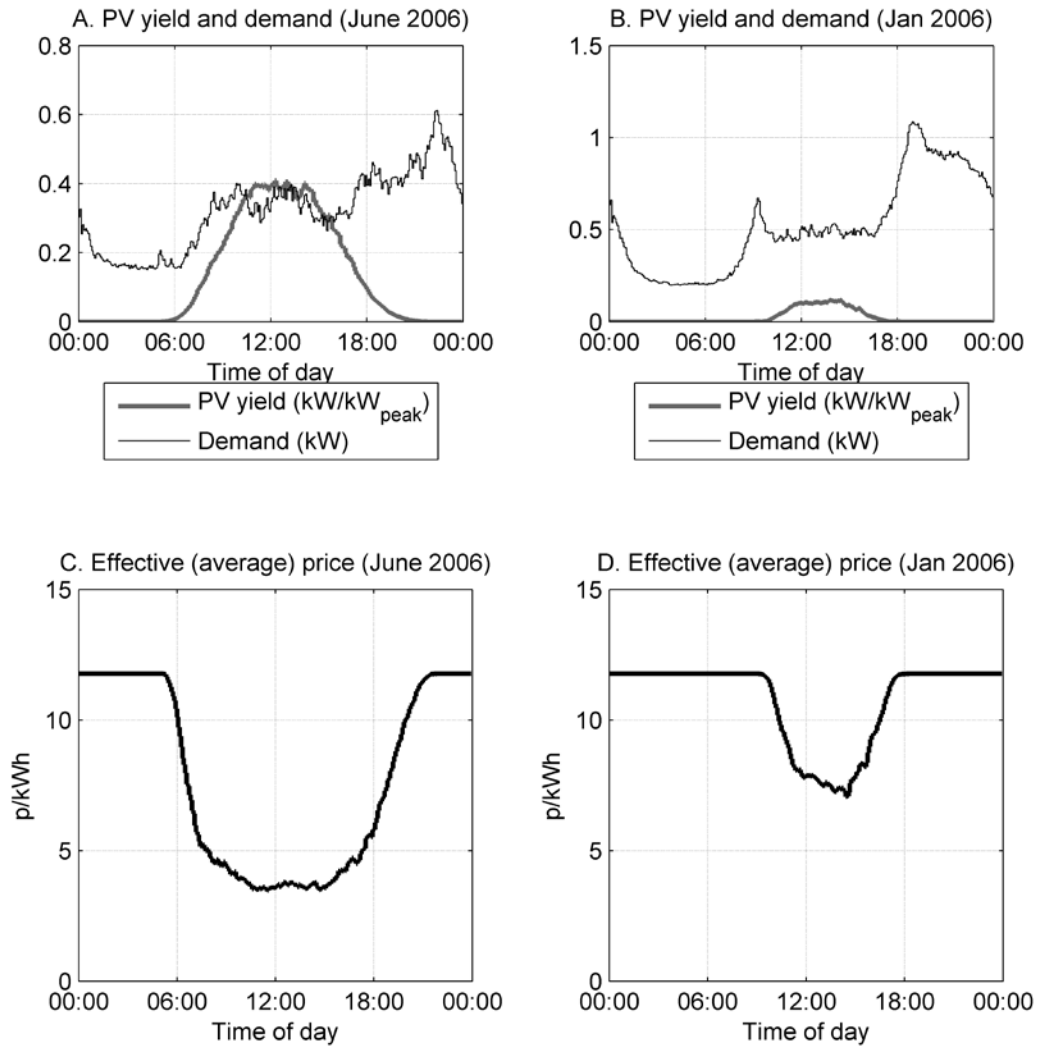 A. PV yield and demand (June 2006)
0.8
0.6
0.4
0.2
0
00:00 06:00 12:00 18:00 00:00
Time of day
PV yield (kW/kWpeak)
Demand (kW)
B. PV yield and demand (Jan 2006)
1.5
1
0.5
0
00:00 06:00 12:00 18:00 00:00
Time of day
PV yield (kW/kWpeak)
Demand (kW)
C. Effective (average) price (June 2006)
15
10
5
0
p/kWh
00:00 06:00 12:00 18:00 00:00
Time of day
D. Effective (average) price (Jan 2006)
15
10
5
0
p/kWh
00:00 06:00 12:00 18:00 00:00
Time of day